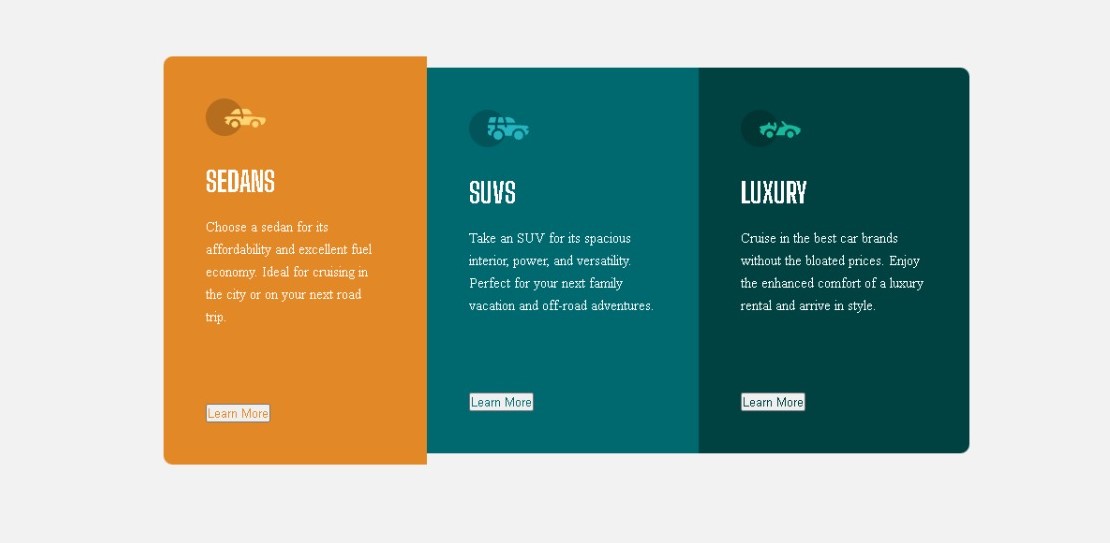 SEDANS
Choose a sedan for its
affordability and excellent fuel
economy. Ideal for cruising in
the city or on your next road
trip.
Learn More
SUVS
Take an SUV for its spacious
interior, power, and versatility.
Perfect for your next family
vacation and off-road adventures.
Learn More
LUXURY
Cruise in the best car brands
without the bloated prices. Enjoy
the enhanced comfort of a luxury
rental and arrive in style.
Learn More